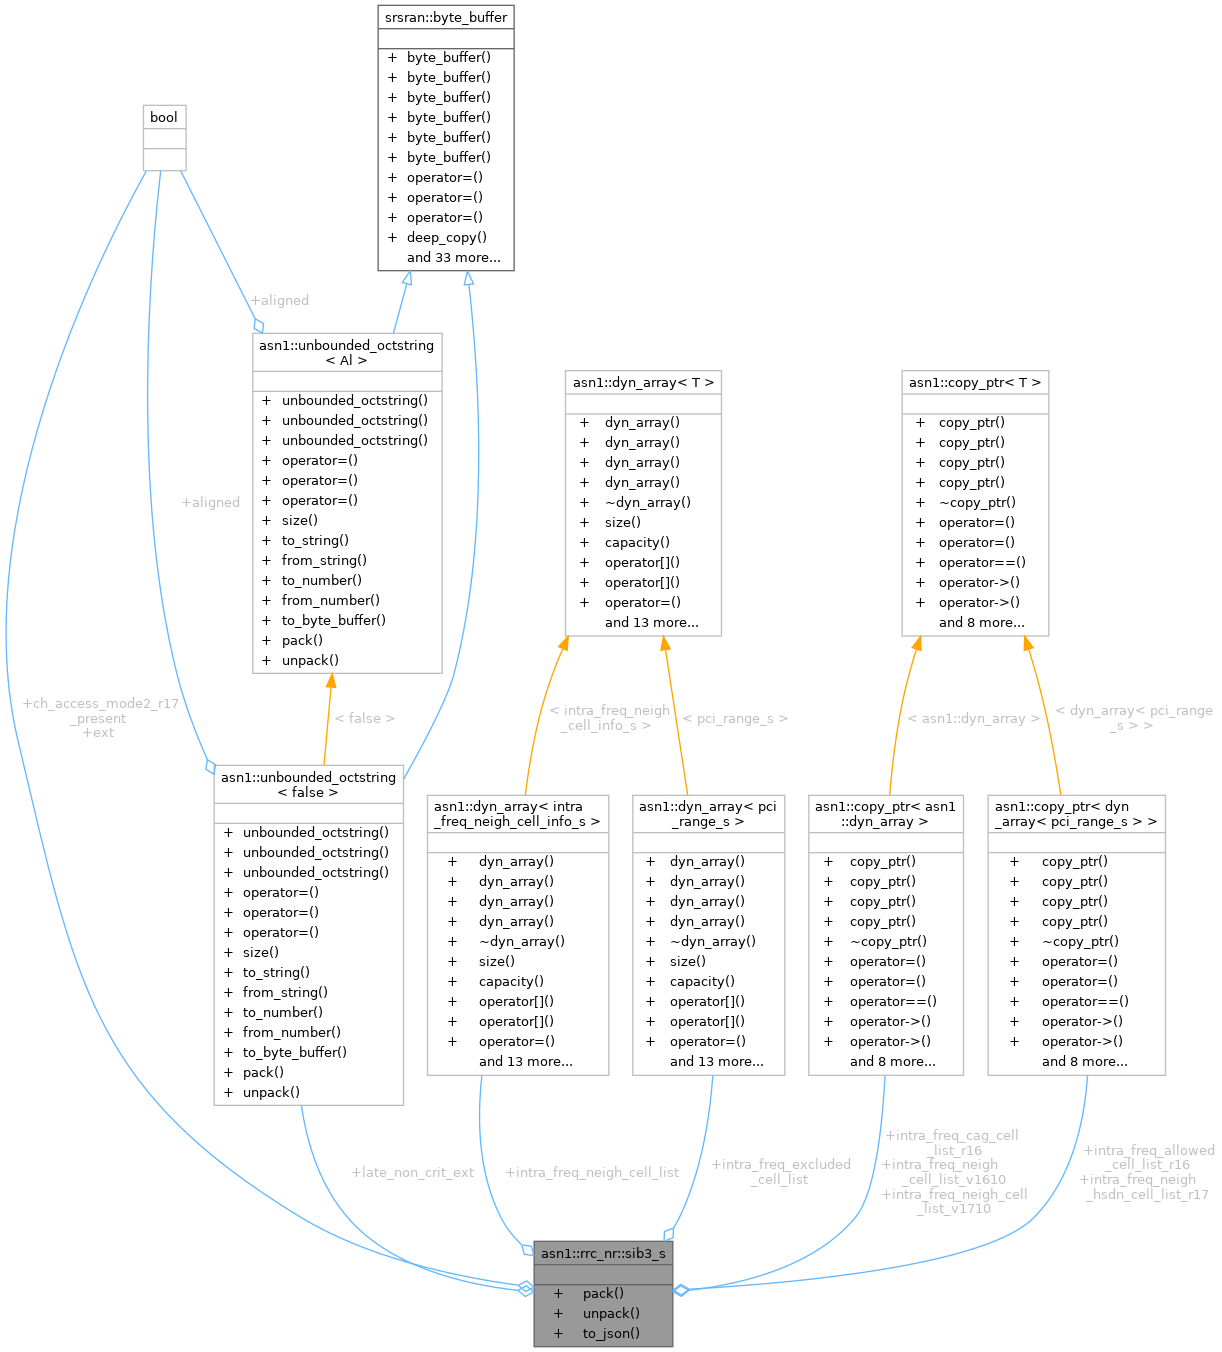 srsran::byte_buffer
+ byte_buffer()
+ byte_buffer()
+ byte_buffer()
+ byte_buffer()
+ byte_buffer()
+ byte_buffer()
+ operator=()
+ operator=()
+ operator=()
+ deep_copy()
and 33 more...
bool
+aligned
asn1::unbounded_octstring
< Al >
+ unbounded_octstring()
+ unbounded_octstring()
+ unbounded_octstring()
+ operator=()
+ operator=()
+ operator=()
+ size()
+ to_string()
+ from_string()
+ to_number()
+ from_number()
+ to_byte_buffer()
+ pack()
+ unpack()
+aligned
asn1::dyn_array< T >
+ dyn_array()
+ dyn_array()
+ dyn_array()
+ dyn_array()
+ ~dyn_array()
+ size()
+ capacity()
+ operator[]()
+ operator[]()
+ operator=()
and 13 more...
asn1::copy_ptr< T >
+ copy_ptr()
+ copy_ptr()
+ copy_ptr()
+ copy_ptr()
+ ~copy_ptr()
+ operator=()
+ operator=()
+ operator==()
+ operator->()
+ operator->()
and 8 more...
+ch_access_mode2_r17
_present
+ext
< false >
< intra_freq_neigh
_cell_info_s >
< pci_range_s >
< asn1::dyn_array >
< dyn_array< pci_range
_s > >
asn1::unbounded_octstring
< false >
+ unbounded_octstring()
+ unbounded_octstring()
+ unbounded_octstring()
+ operator=()
+ operator=()
+ operator=()
+ size()
+ to_string()
+ from_string()
+ to_number()
+ from_number()
+ to_byte_buffer()
+ pack()
+ unpack()
asn1::dyn_array< intra
_freq_neigh_cell_info_s >
+ dyn_array()
+ dyn_array()
+ dyn_array()
+ dyn_array()
+ ~dyn_array()
+ size()
+ capacity()
+ operator[]()
+ operator[]()
+ operator=()
and 13 more...
asn1::dyn_array< pci
_range_s >
+ dyn_array()
+ dyn_array()
+ dyn_array()
+ dyn_array()
+ ~dyn_array()
+ size()
+ capacity()
+ operator[]()
+ operator[]()
+ operator=()
and 13 more...
asn1::copy_ptr< asn1
::dyn_array >
+ copy_ptr()
+ copy_ptr()
+ copy_ptr()
+ copy_ptr()
+ ~copy_ptr()
+ operator=()
+ operator=()
+ operator==()
+ operator->()
+ operator->()
and 8 more...
asn1::copy_ptr< dyn
_array< pci_range_s > >
+ copy_ptr()
+ copy_ptr()
+ copy_ptr()
+ copy_ptr()
+ ~copy_ptr()
+ operator=()
+ operator=()
+ operator==()
+ operator->()
+ operator->()
and 8 more...
+late_non_crit_ext
+intra_freq_neigh_cell_list
+intra_freq_excluded
_cell_list
+intra_freq_cag_cell
_list_r16
+intra_freq_neigh
_cell_list_v1610
+intra_freq_neigh_cell
_list_v1710
+intra_freq_allowed
_cell_list_r16
+intra_freq_neigh
_hsdn_cell_list_r17
asn1::rrc_nr::sib3_s
+ pack()
+ unpack()
+ to_json()